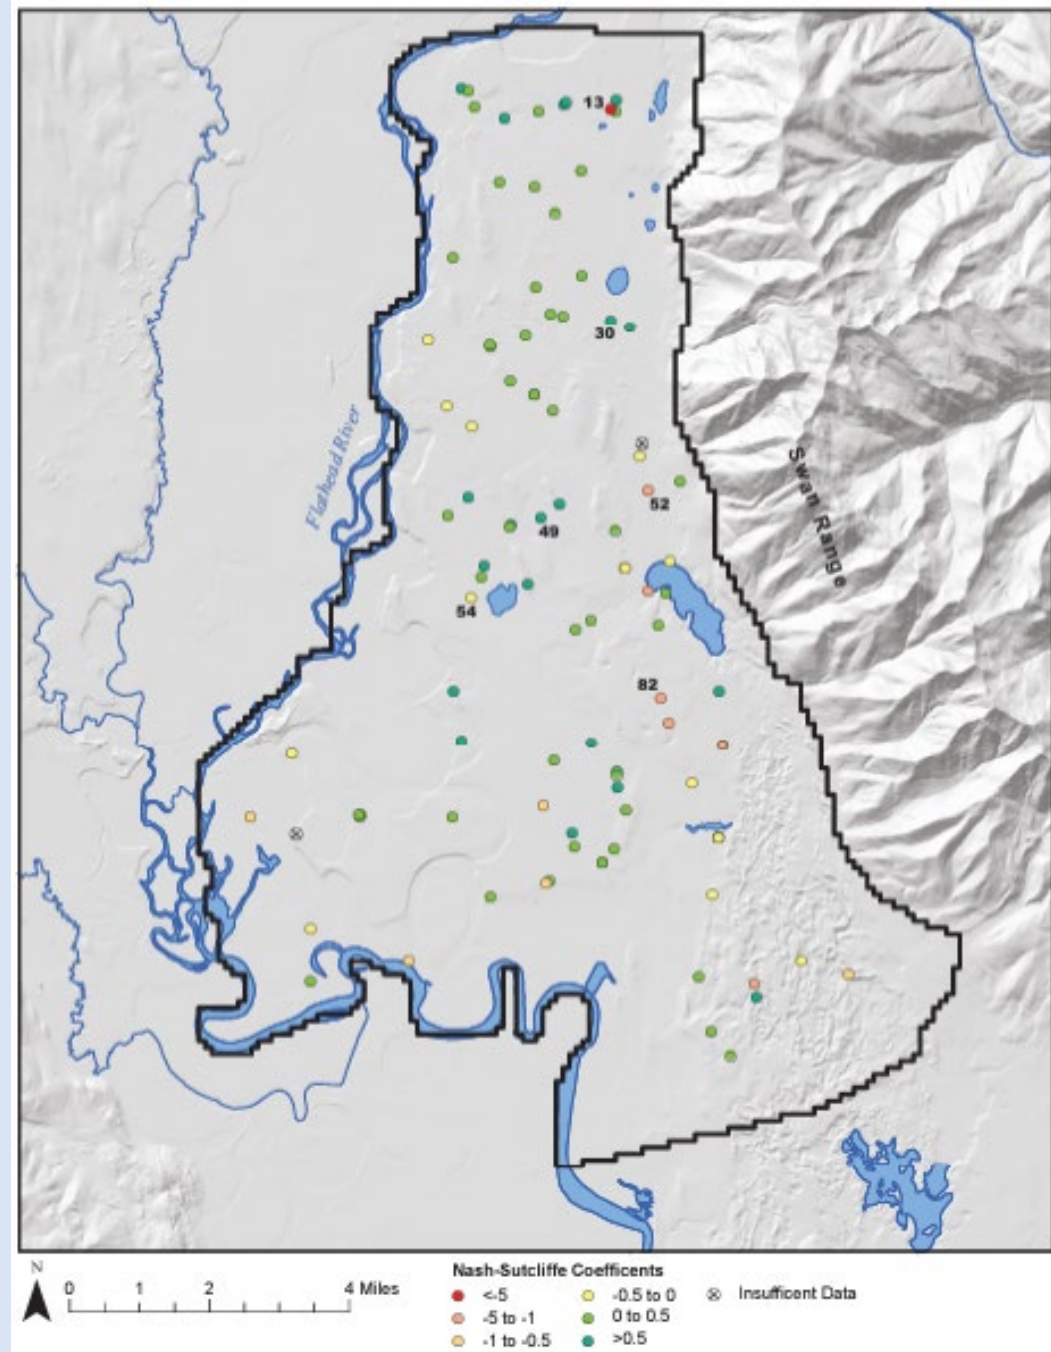 13
30
Flathead River
Swan Range
52
49
54
82
N
0 1 2 4 Miles
Nash-Sutcliffe Coefficents
<-5
-5 to -1
-1 to -0.5
-0.5 to 0
0 to 0.5
>0.5
Insufficent Data